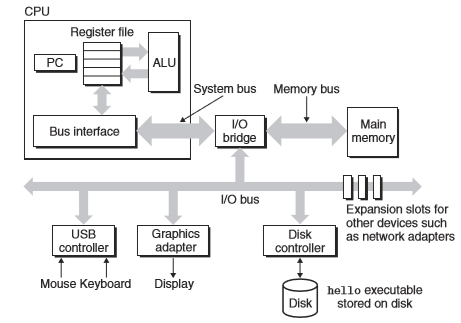 CPU
Register file
PC
ALU
System bus
Memory bus
Bus interface
I/O
bridge
Main
memory
I/O bus
Expansion slots for
other devices such
as network adapters
USB
controller
Graphics
adapter
Disk
controller
Mouse Keyboard
Display
Disk
hello executable
stored on disk